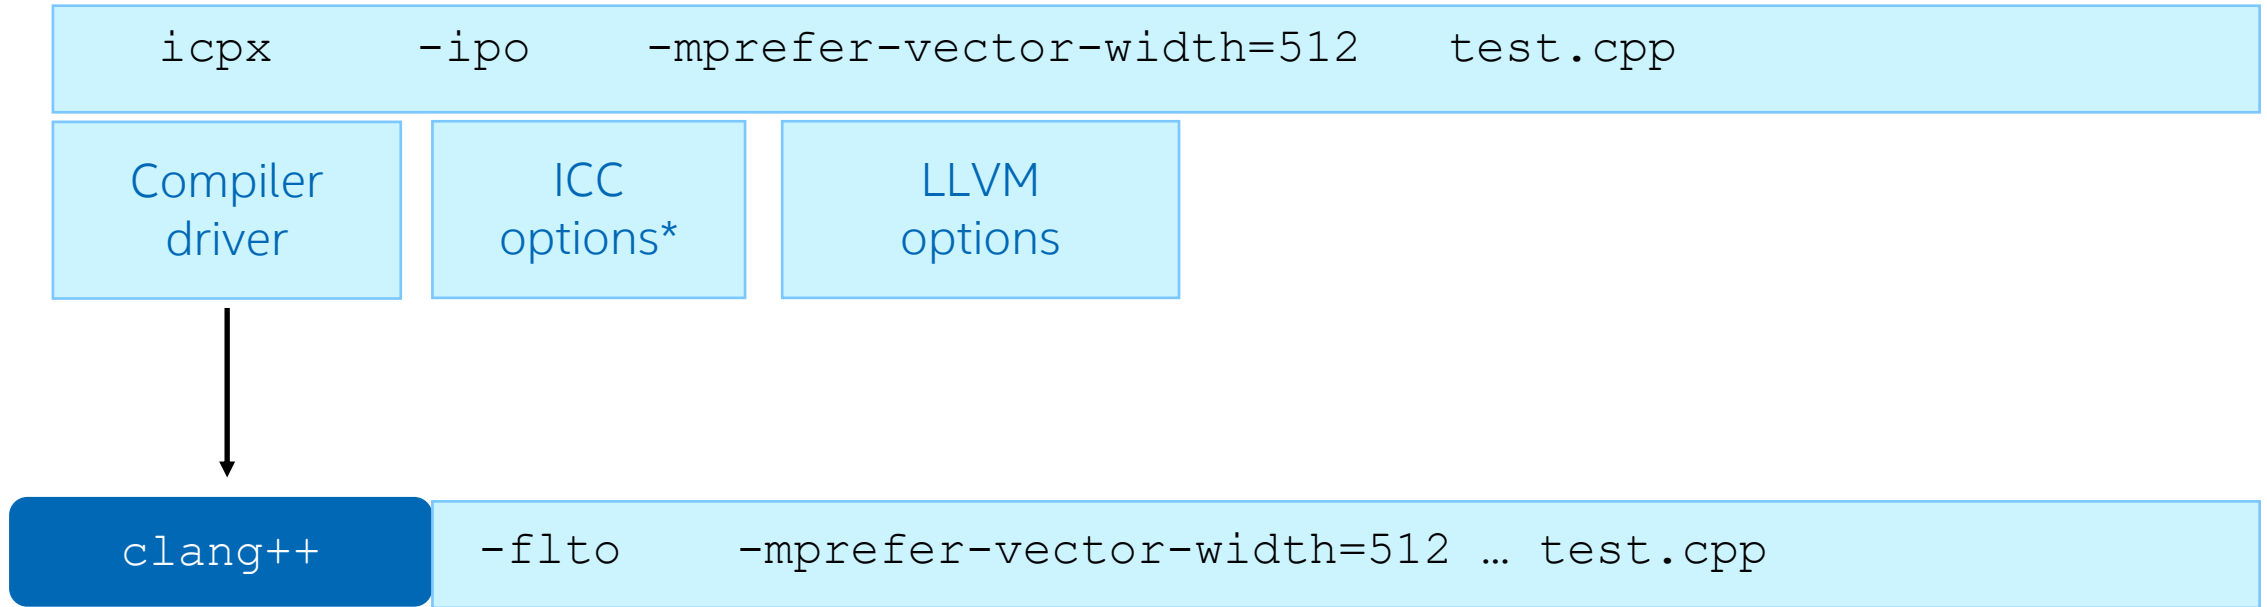 icpx -ipo -mprefer-vector-width=512 test.cpp
Compiler
driver
ICC
options*
LLVM
options
clang++ -flto -mprefer-vector-width=512 … test.cpp